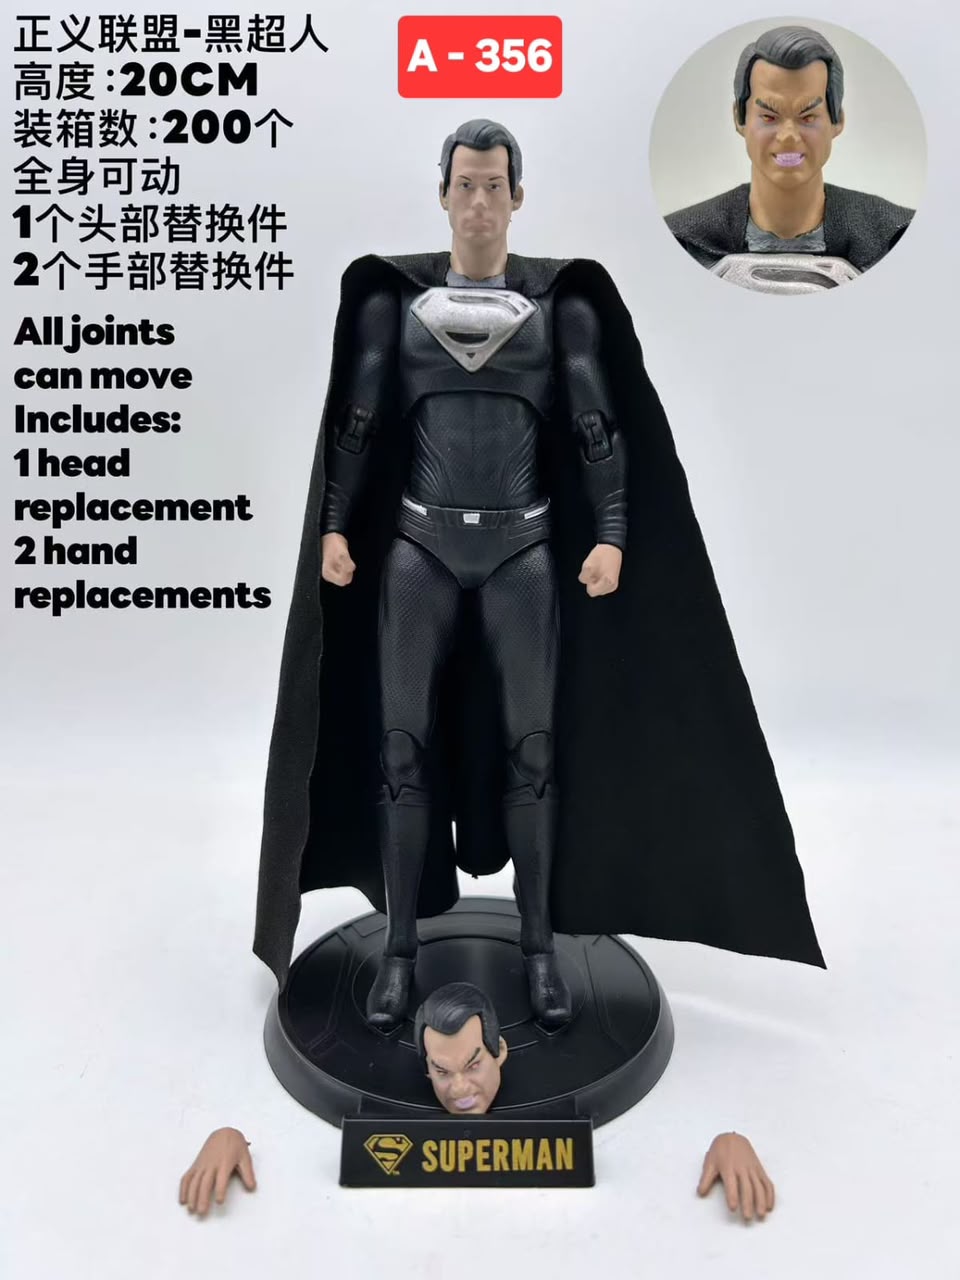 正义联盟-黑超人
高度:20CM
装箱数:200个
全身可动
1个头部替换件
2个手部替换件
All joints
can move
Includes:
1 head
replacement
2 hand
replacements
A - 356
SUPERMAN